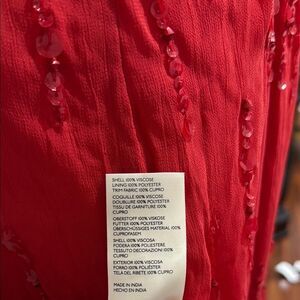 SHELL 100% VISCOSE
LINING 100% POLYESTER
TRIM FABRIC 100% CUPRO
COQUILLE 100% VISCOSE
DOUBLURE 100% POLYESTER
TISSU DE GARNITURE 100%
CUPRO
OBERSTOFF 100% VISKOSE
FUTTER 100% POLYESTER
ÜBERSCHÜSSIGES MATERIAL 100%
CUPROFASERN
SHELL 100% VISCOSA
FODERA 100% POLIESTERE
TESSUTO DECORAZIONI 100%
CUPRO
EXTERIOR 100% VISCOSA
FORRO 100% POLIÉSTER
TELA DEL RIBETE 100% CUPRO
MADE IN INDIA
HECHO EN INDIA